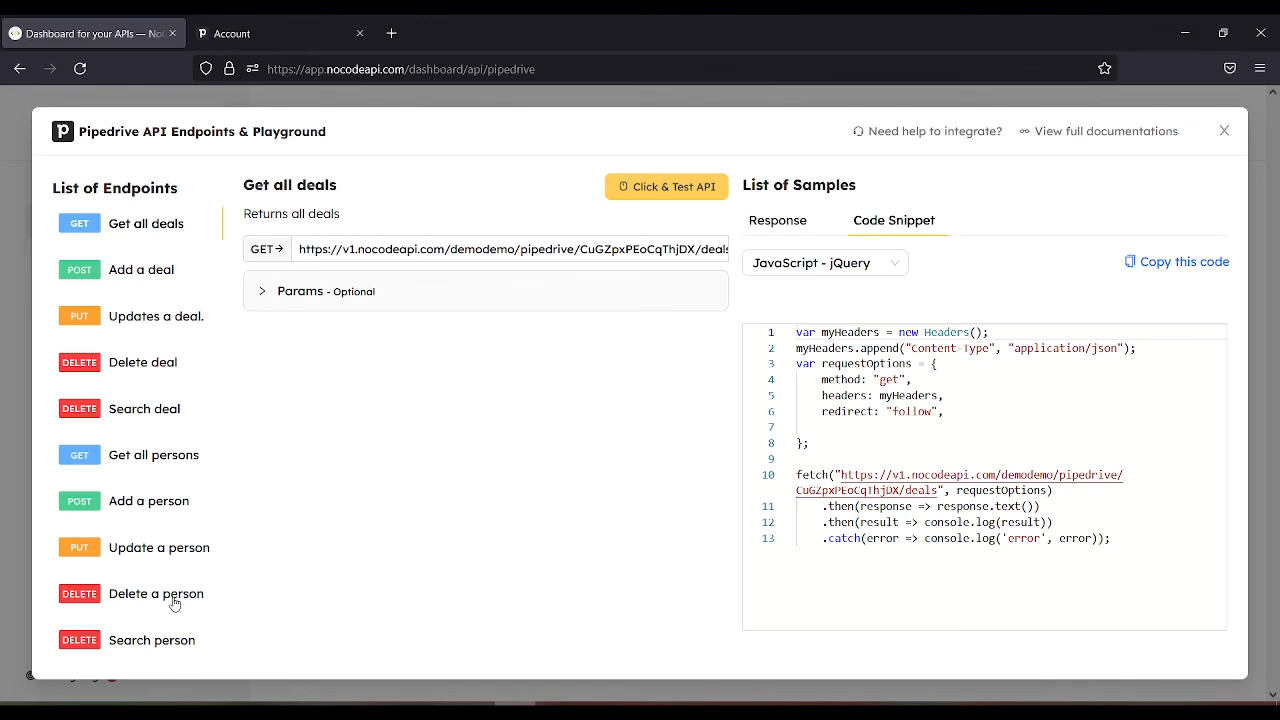 Dashboard for your APIs — NoC
Account
https://app.nocodeapi.com/dashboard/api/pipedrive
p Pipedrive API Endpoints & Playground
Need help to integrate?
View full documentations
List of Endpoints
GET Get all deals
POST Add a deal
PUT Updates a deal.
DELETE Delete deal
DELETE Search deal
GET Get all persons
POST Add a person
PUT Update a person
DELETE Delete a person
DELETE Search person
Get all deals
Click & Test API
Returns all deals
GET→ https://v1.nocodeapi.com/demodemo/pipedrive/CuGZpxPEoCqThjDX/deals
Params - Optional
List of Samples
Response
Code Snippet
JavaScript - jQuery
Copy this code
1 var myHeaders = new Headers();
2 myHeaders.append("Content-Type", "application/json");
3 var requestOptions = {
4 method: "get",
5 headers: myHeaders,
6 redirect: "follow",
7
8 };
9
10 fetch("https://v1.nocodeapi.com/demodemo/pipedrive/
CuGZpxPEoCqThjDX/deals", requestOptions)
11 .then(response => response.text())
12 .then(result => console.log(result))
13 .catch(error => console.log('error', error));